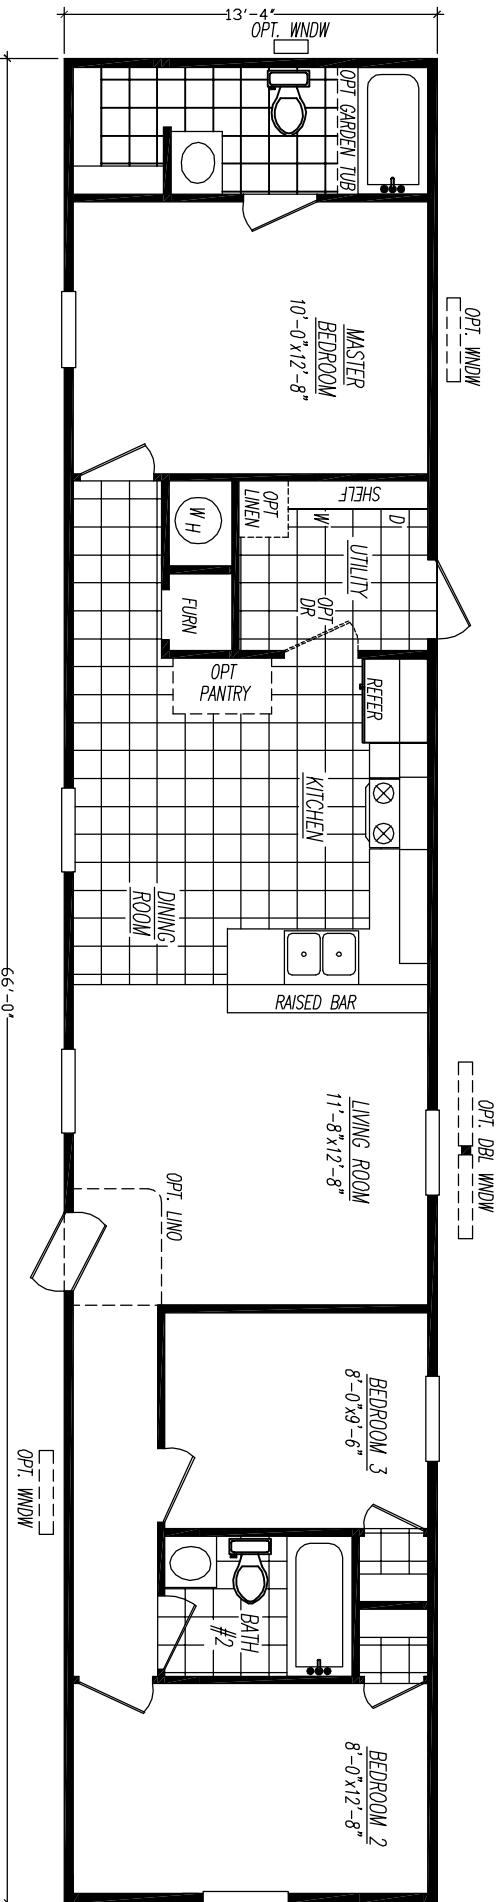 13'-4"
OPT. WNDW
OPT GARDEN TUB
OPT. WNDW
MASTER
BEDROOM
10'-0"x12'-8"
SHELF
OPT
LINEN
W H
W
D
UTILITY
OPT
DR
FURN
OPT
PANTRY
REFER
KITCHEN
DINING
ROOM
RAISED BAR
66'-0"
OPT. DBL WNDW
LIVING ROOM
11'-8"x12'-8"
OPT. LINO
BEDROOM 3
8'-0"x9'-6"
OPT. WNDW
BATH
#2
BEDROOM 2
8'-0"x12'-8"